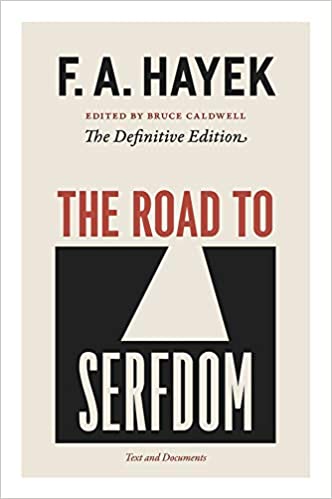 F. A. HAYEK
EDITED BY BRUCE CALDWELL
The Definitive Edition
THE ROAD TO
SERFDOM
Text and Documents